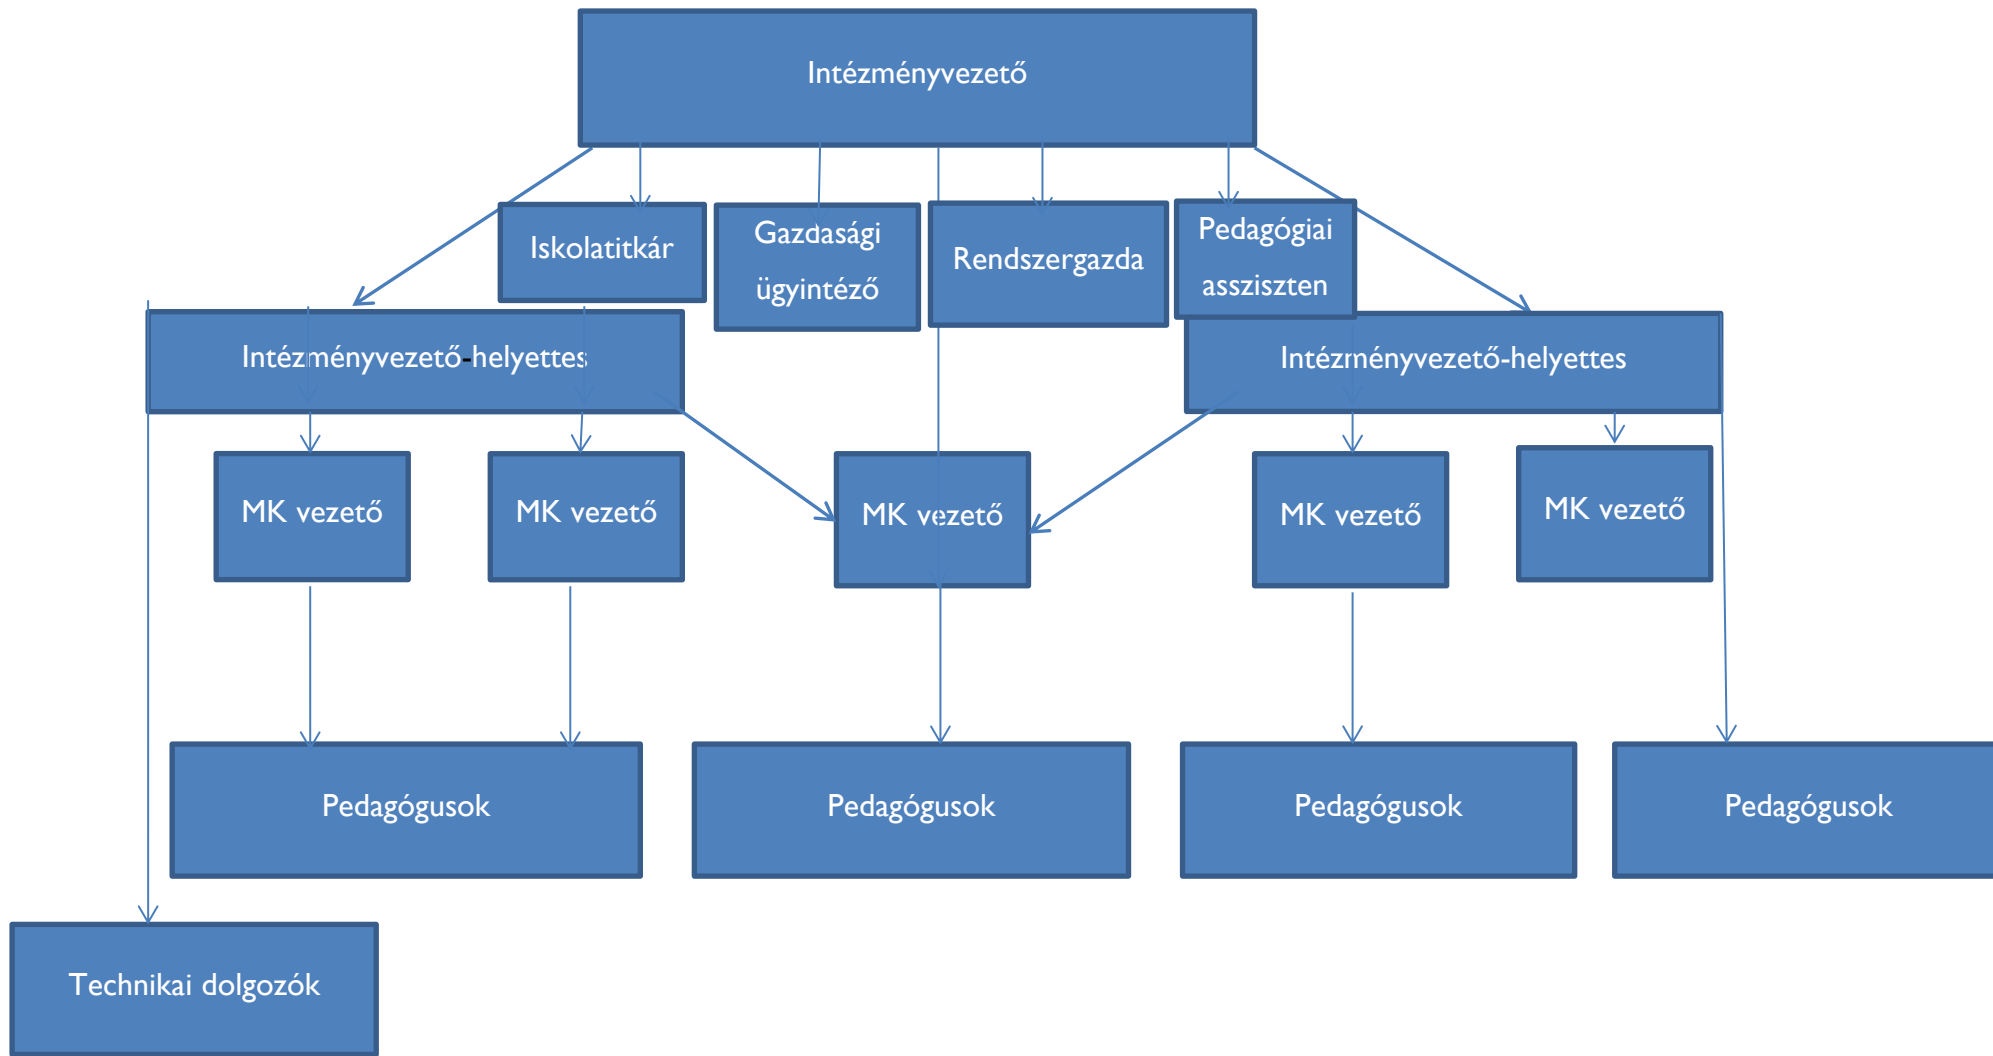 Intézményvezető
Iskolatitkár
Gazdasági
ügyintéző
Rendszergazda
Pedagógiai
assziszten
Intézményvezető-helyettes
Intézményvezető-helyettes
MK vezető
MK vezető
MK vezető
MK vezető
MK vezető
Pedagógusok
Pedagógusok
Pedagógusok
Pedagógusok
Technikai dolgozók